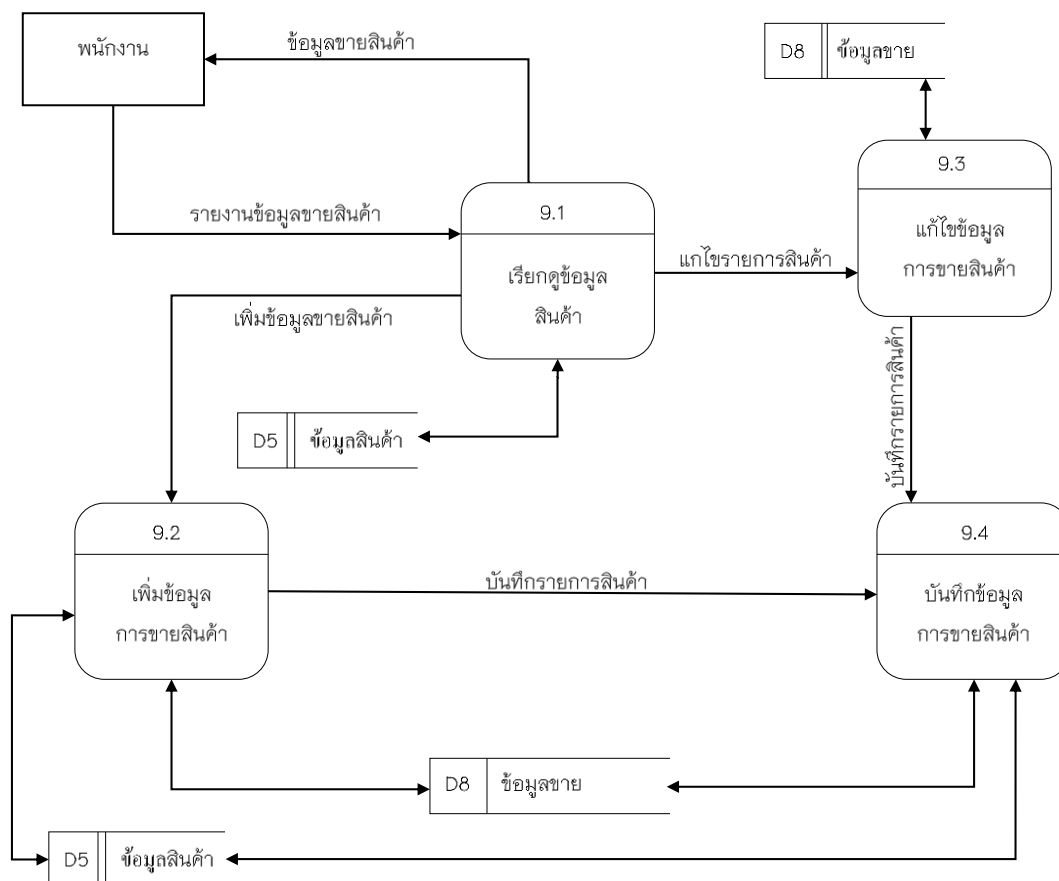 พนักงาน
ข้อมูลขายสินค้า
D8 ข้อมูลขาย
9.3
แก้ไขข้อมูล
การขายสินค้า
9.1
เรียกดูข้อมูล
สินค้า
รายงานข้อมูลขายสินค้า
แก้ไขรายการสินค้า
เพิ่มข้อมูลขายสินค้า
บันทึกรายการสินค้า
D5 ข้อมูลสินค้า
9.2
เพิ่มข้อมูล
การขายสินค้า
บันทึกรายการสินค้า
9.4
บันทึกข้อมูล
การขายสินค้า
D8 ข้อมูลขาย
D5 ข้อมูลสินค้า